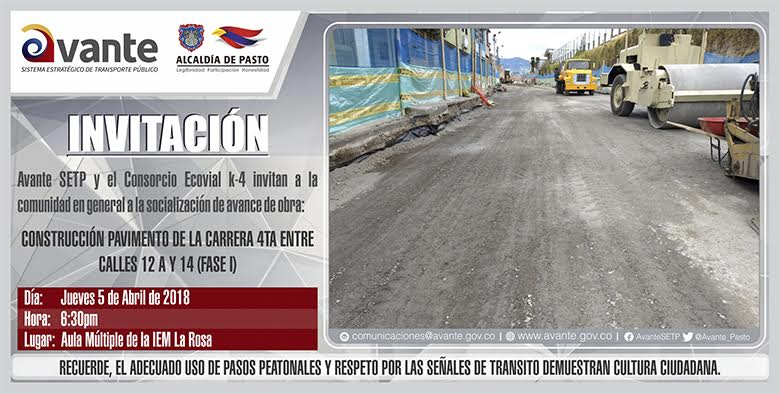 avante
SISTEMA ESTRATÉGICO DE TRANSPORTE PÚBLICO
ALCALDÍA DE PASTO
Legitimidad Participación Honestidad
INVITACIÓN
Avante SETP y el Consorcio Ecovial k-4 invitan a la
comunidad en general a la socialización de avance de obra:
CONSTRUCCIÓN PAVIMENTO DE LA CARRERA 4TA ENTRE
CALLES 12 A Y 14 (FASE I)
Día: Jueves 5 de Abril de 2018
Hora: 6:30pm
Lugar: Aula Múltiple de la IEM La Rosa
comunicaciones@avante.gov.co | www.avante.gov.co | AvanteSETP @Avante_Pasto
RECUERDE, EL ADECUADO USO DE PASOS PEATONALES Y RESPETO POR LAS SEÑALES DE TRANSITO DEMUESTRAN CULTURA CIUDADANA.